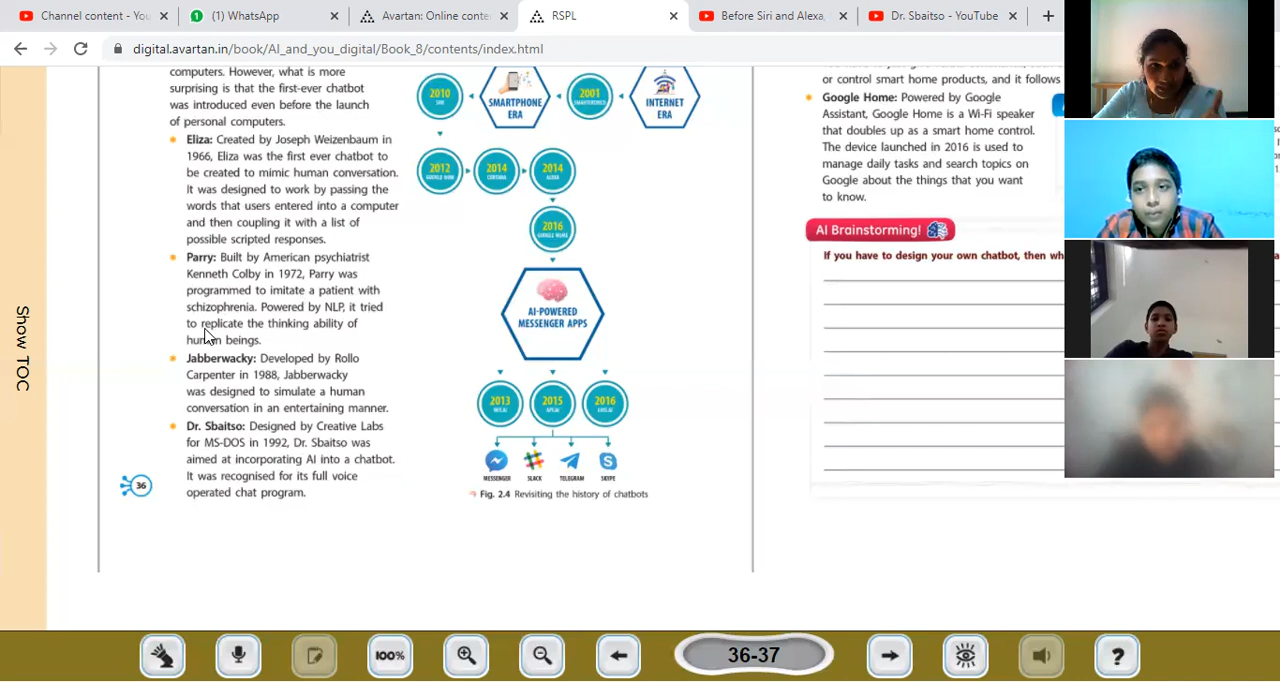 Channel content - You
(1) WhatsApp
Avartan: Online conte
RSPL
Before Siri and Alexa,
Dr. Sbaitso - YouTube
digital.avartan.in/book/AI_and_you_digital/Book_8/contents/index.html
Show TOC
computers. However, what is more
surprising is that the first-ever chatbot
was introduced even before the launch
of personal computers.
Eliza: Created by Joseph Weizenbaum in
1966, Eliza was the first ever chatbot to
be created to mimic human conversation.
It was designed to work by passing the
words that users entered into a computer
and then coupling it with a list of
possible scripted responses.
Parry: Built by American psychiatrist
Kenneth Colby in 1972, Parry was
programmed to imitate a patient with
schizophrenia. Powered by NLP, it tried
to replicate the thinking ability of
human beings.
Jabberwacky: Developed by Rollo
Carpenter in 1988, Jabberwacky
was designed to simulate a human
conversation in an entertaining manner.
Dr. Sbaitso: Designed by Creative Labs
for MS-DOS in 1992, Dr. Sbaitso was
aimed at incorporating AI into a chatbot.
It was recognised for its full voice
operated chat program.
36
2010
SIRI
SMARTPHONE
ERA
2001
SMARTERCHILD
INTERNET
ERA
2012
GOOGLE NOW
2014
CORTANA
2014
ALEXA
2016
GOOGLE HOME
AI-POWERED
MESSENGER APPS
2013
2015
2016
MESSENGER
SLACK
TELEGRAM
SKYPE
Fig. 2.4 Revisiting the history of chatbots
or control smart home products, and it follows
Google Home: Powered by Google
Assistant, Google Home is a Wi-Fi speaker
that doubles up as a smart home control.
The device launched in 2016 is used to
manage daily tasks and search topics on
Google about the things that you want
to know.
AI Brainstorming!
If you have to design your own chatbot, then wh
100%
36-37
?